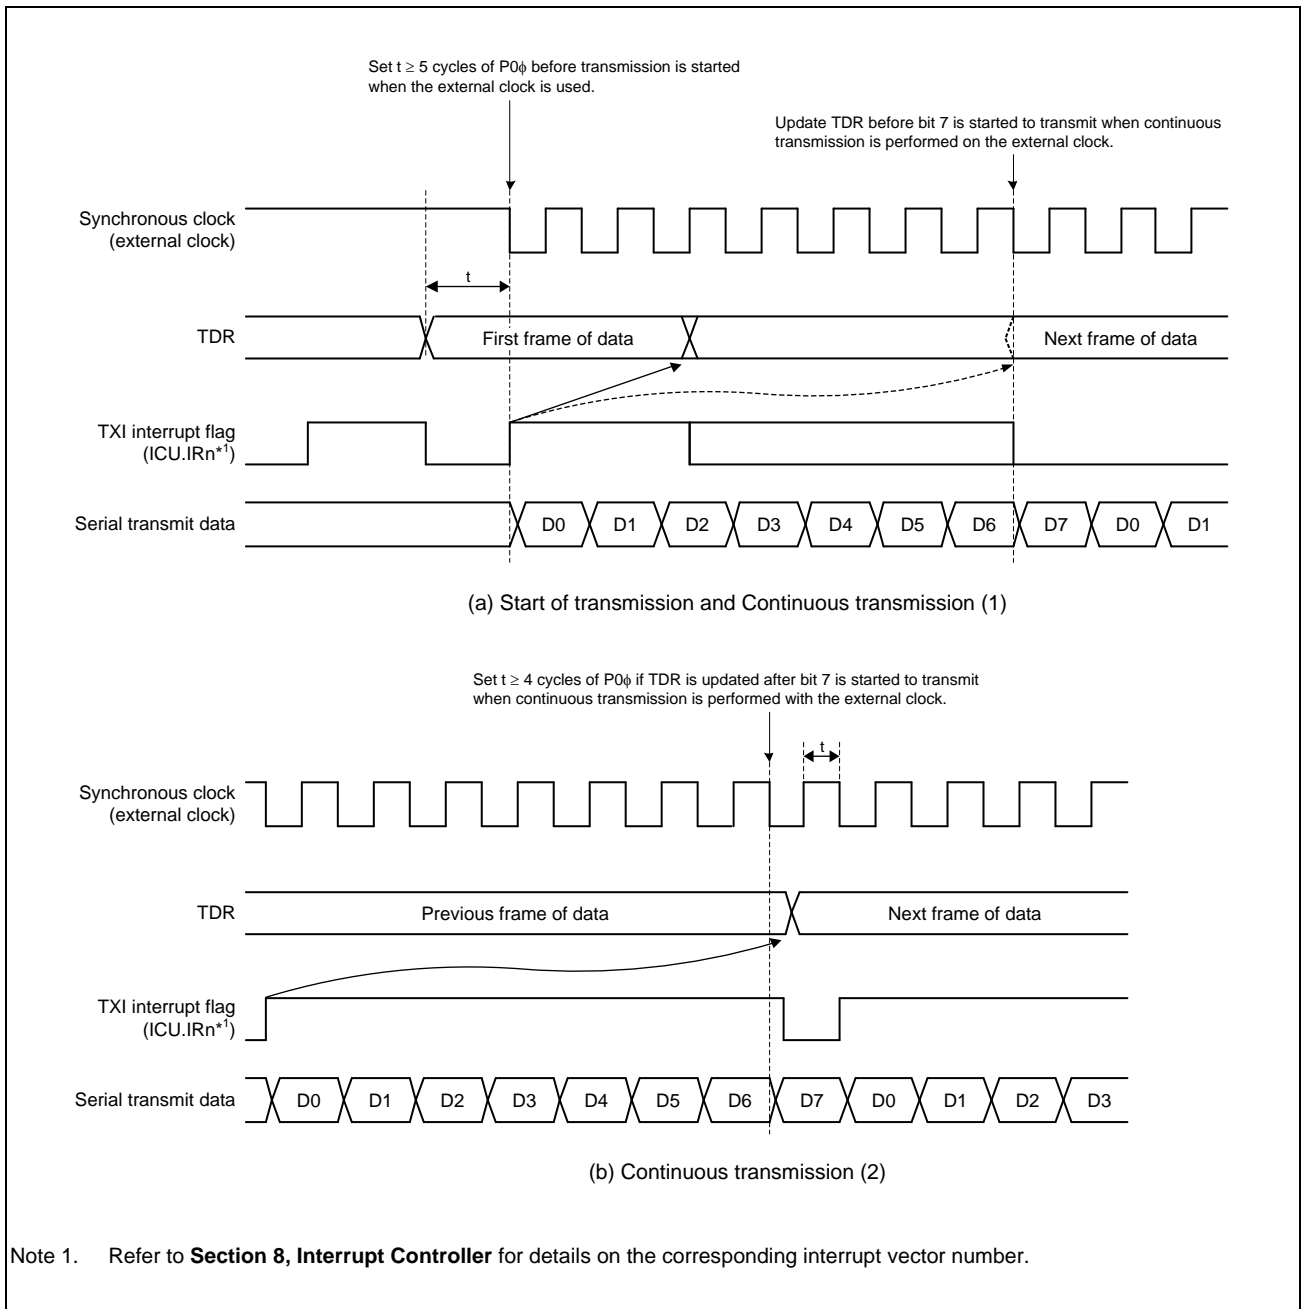 Set t ≥ 5 cycles of P0ϕ before transmission is started
when the external clock is used.
Update TDR before bit 7 is started to transmit when continuous
transmission is performed on the external clock.
Synchronous clock
(external clock)
t
TDR
First frame of data
Next frame of data
TXI interrupt flag
(ICU.IRn*1)
Serial transmit data
D0 D1 D2 D3 D4 D5 D6 D7 D0 D1
(a) Start of transmission and Continuous transmission (1)
Set t ≥ 4 cycles of P0ϕ if TDR is updated after bit 7 is started to transmit
when continuous transmission is performed with the external clock.
t
Synchronous clock
(external clock)
TDR
Previous frame of data
Next frame of data
TXI interrupt flag
(ICU.IRn*1)
Serial transmit data
D0 D1 D2 D3 D4 D5 D6 D7 D0 D1 D2 D3
(b) Continuous transmission (2)
Note 1. Refer to Section 8, Interrupt Controller for details on the corresponding interrupt vector number.